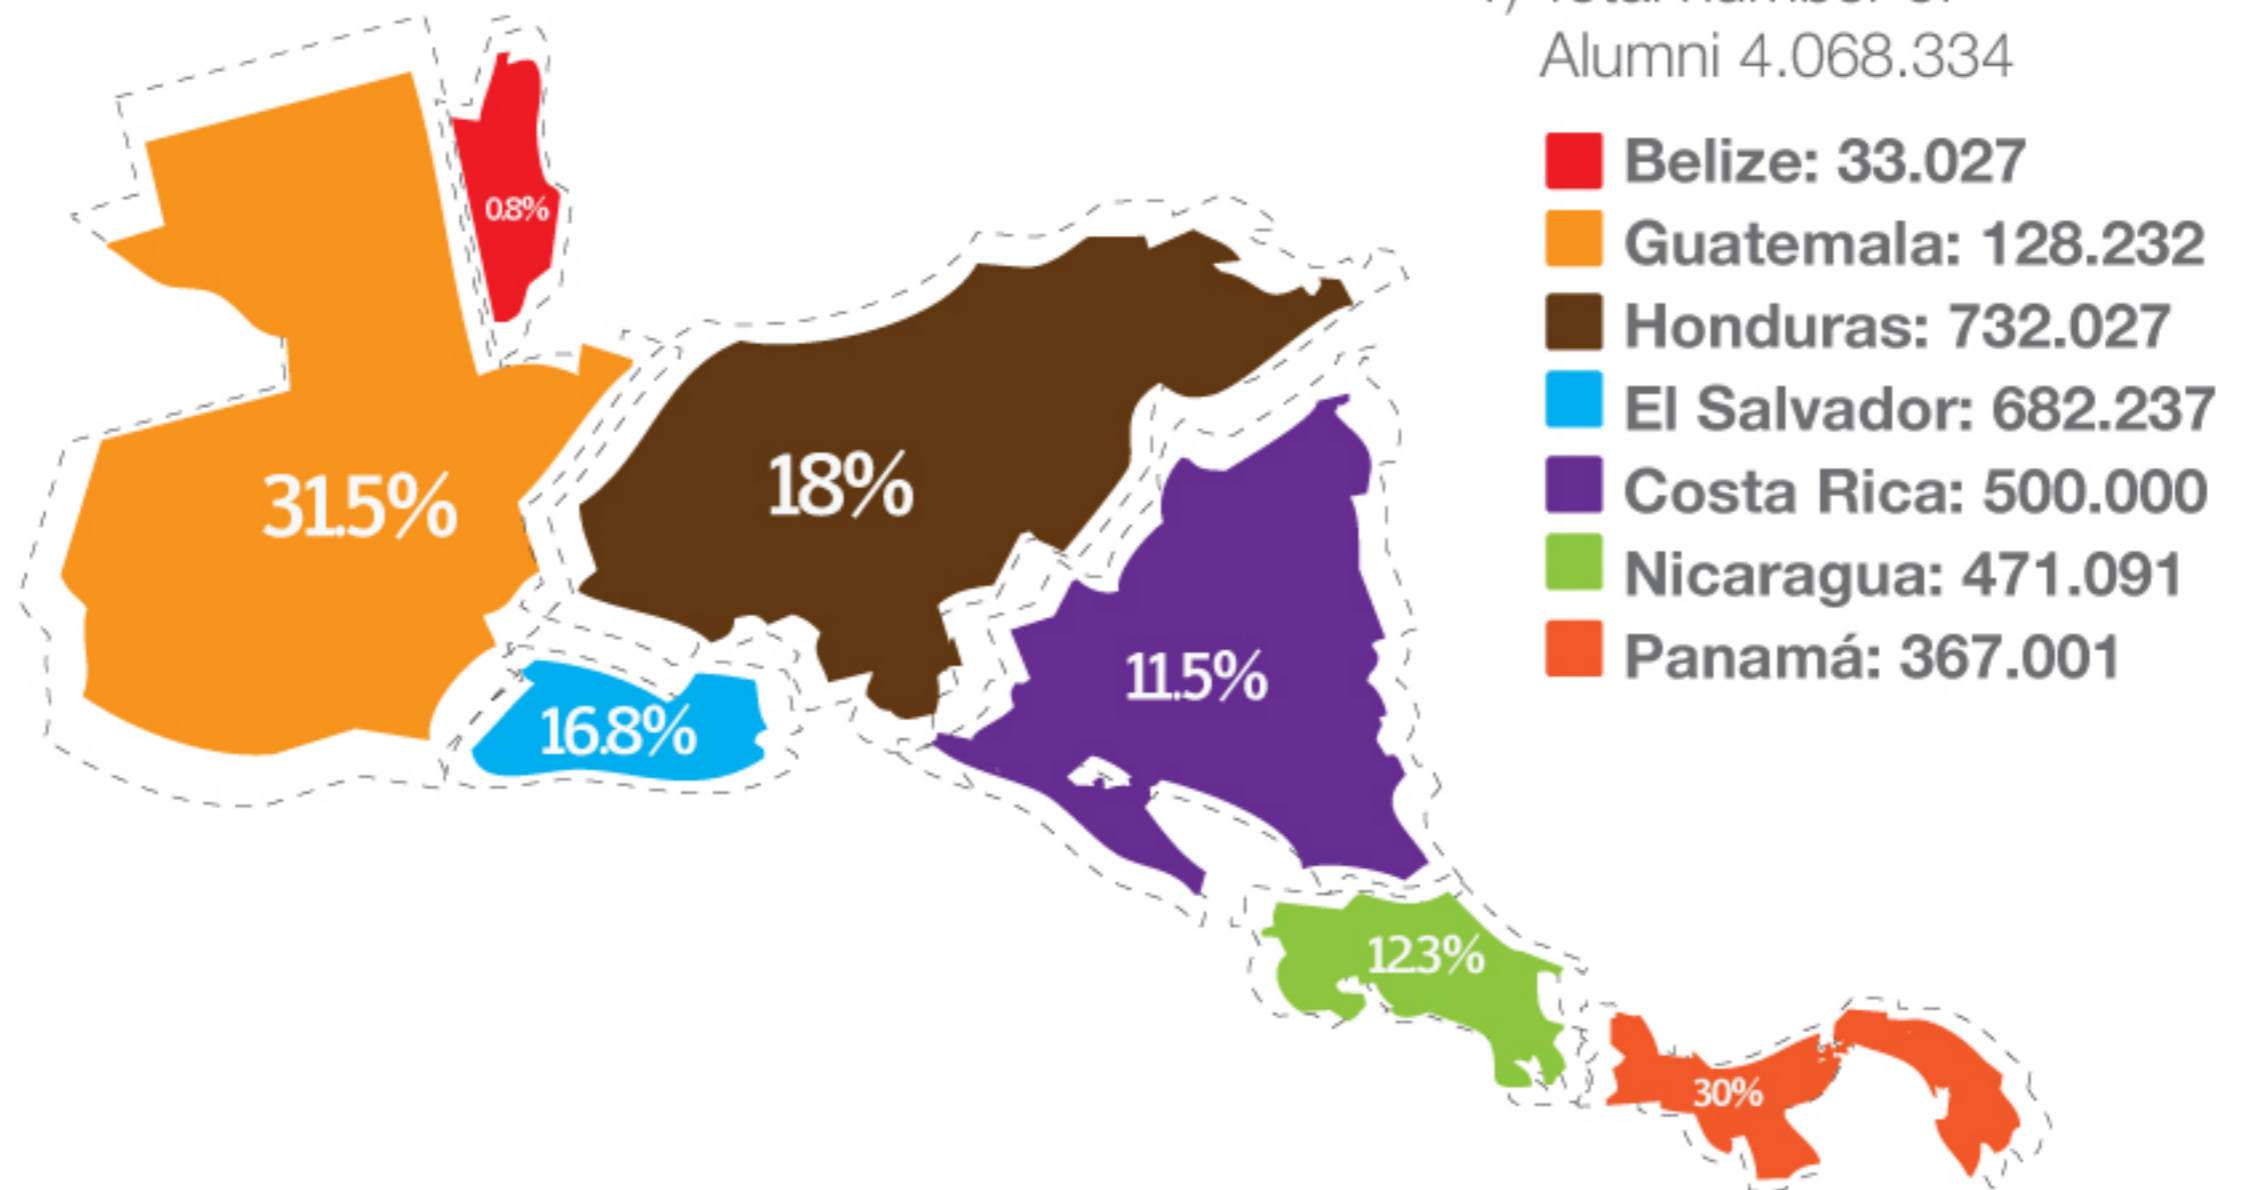 Alumni 4.068.334
Belize: 33.027
Guatemala: 128.232
Honduras: 732.027
El Salvador: 682.237
Costa Rica: 500.000
Nicaragua: 471.091
Panamá: 367.001
0.8%
31.5%
18%
16.8%
11.5%
12.3%
30%